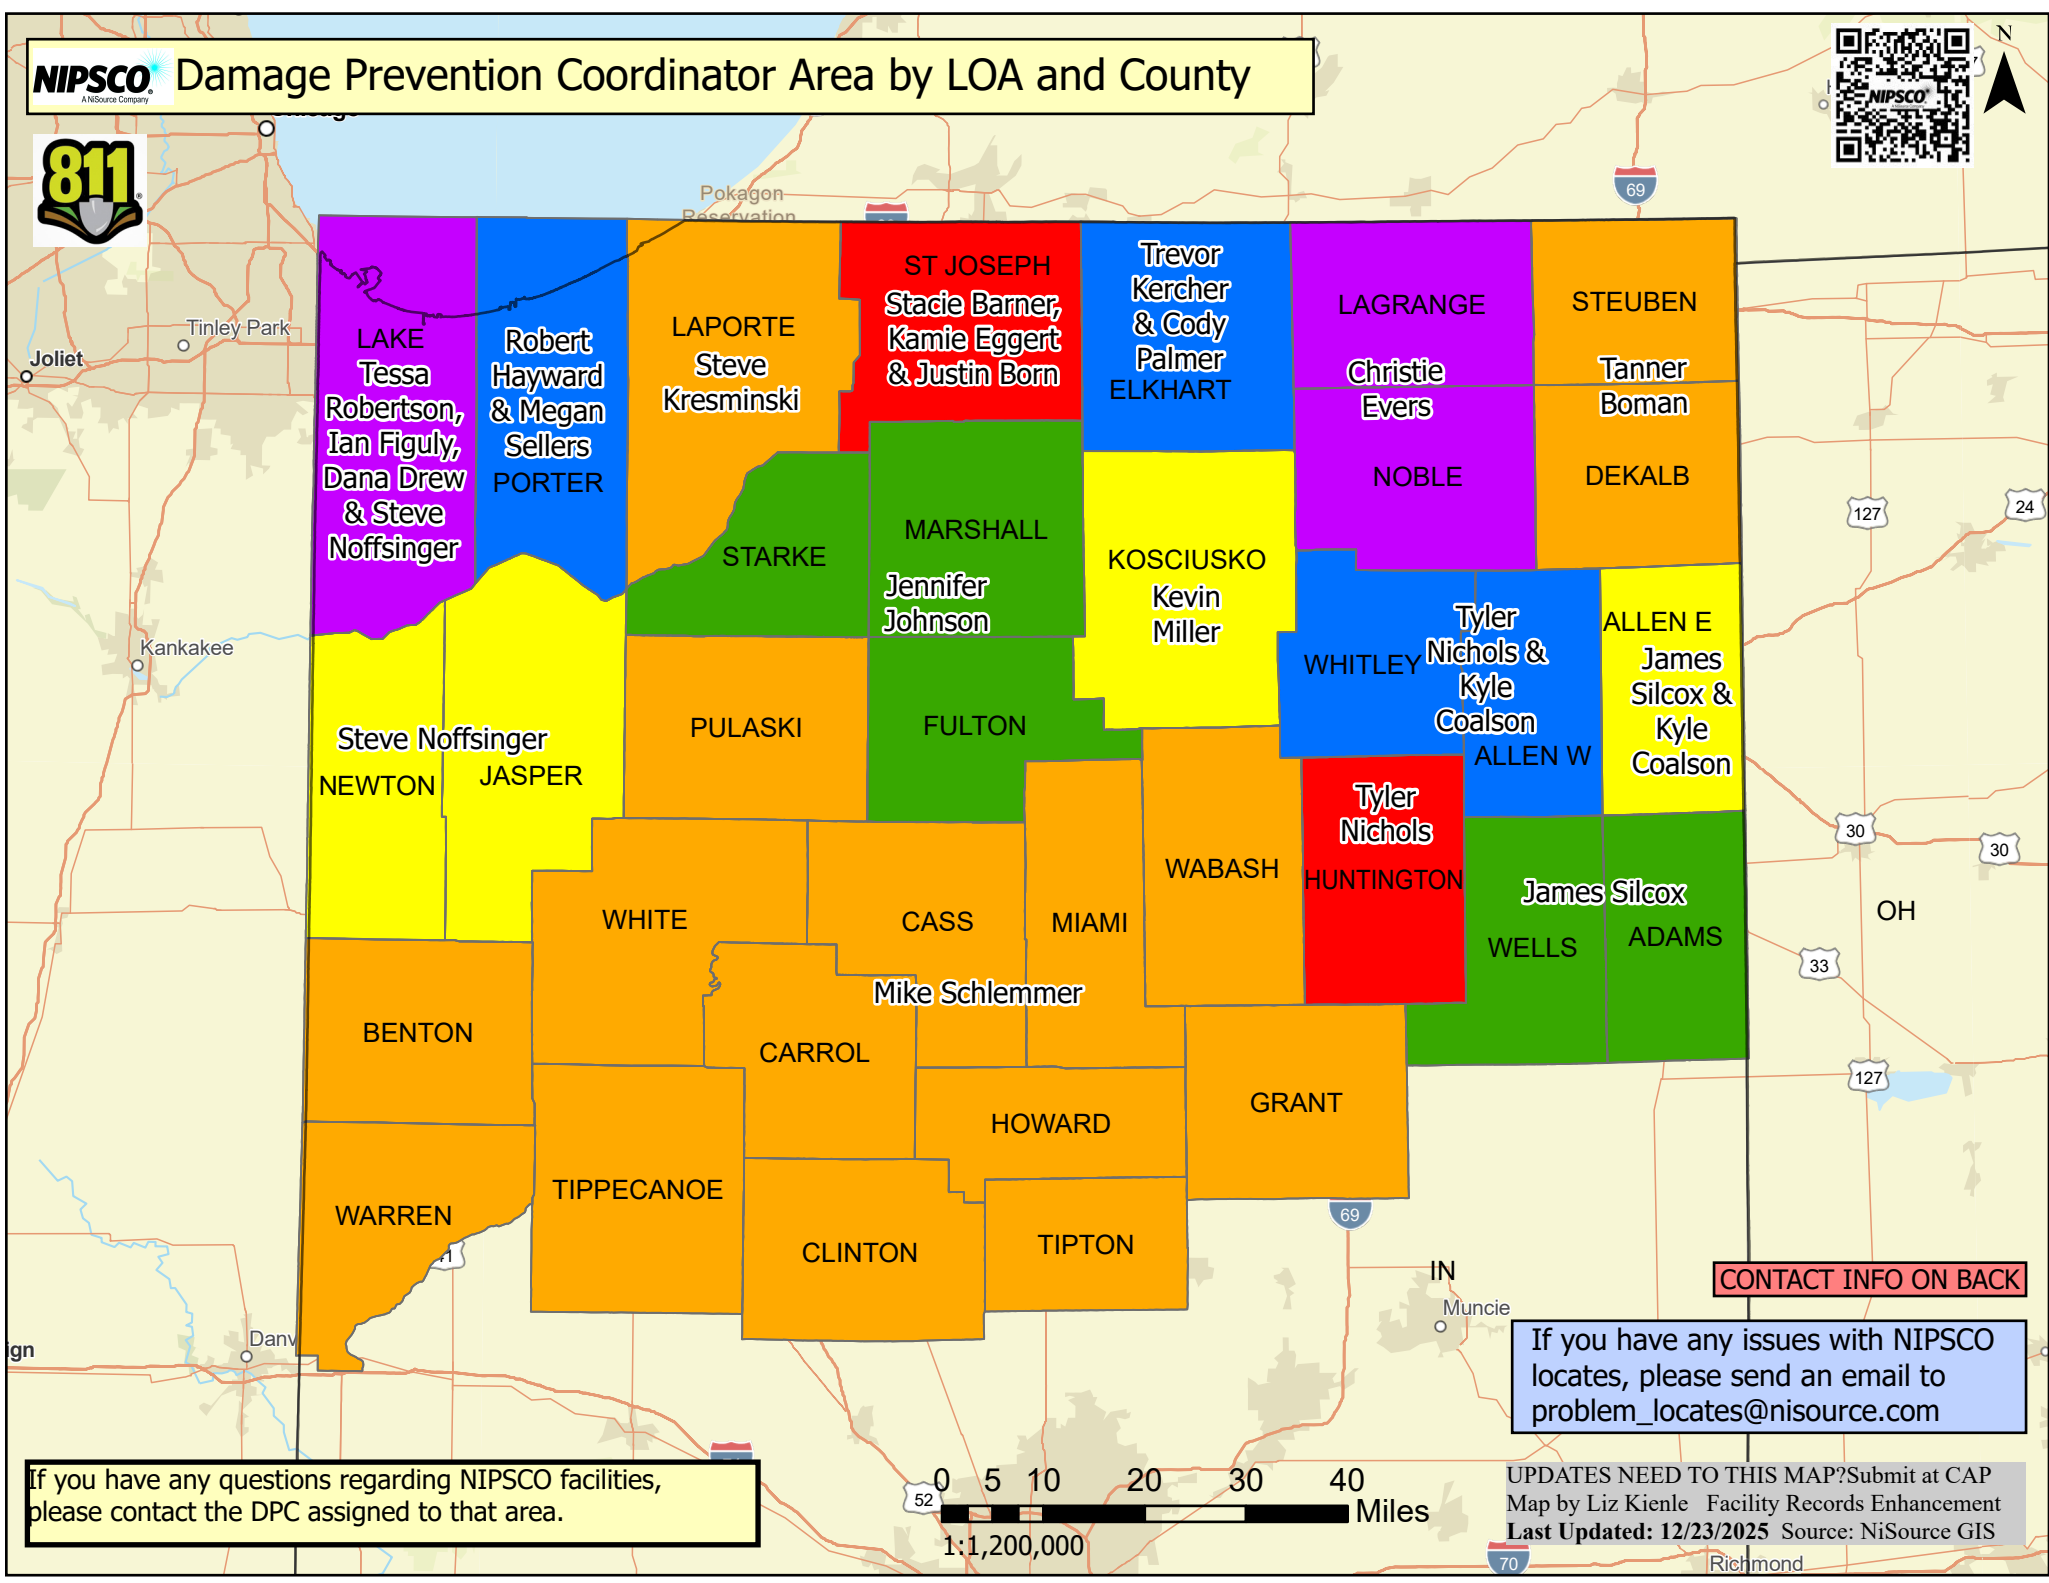 NIPSCO®
A NiSource Company
Damage Prevention Coordinator Area by LOA and County
N
NIPSCO
811
Pokagon
Reservation
69
Tinley Park
Joliet
Kankakee
LAKE
Tessa
Robertson,
Ian Figuly,
Dana Drew
& Steve
Noffsinger
Robert
Hayward
& Megan
Sellers
PORTER
LAPORTE
Steve
Kresminski
ST JOSEPH
Stacie Barner,
Kamie Eggert
& Justin Born
Trevor
Kercher
& Cody
Palmer
ELKHART
LAGRANGE
Christie
Evers
NOBLE
STEUBEN
Tanner
Boman
DEKALB
127
24
STARKE
MARSHALL
Jennifer
Johnson
FULTON
KOSCIUSKO
Kevin
Miller
WHITLEY
Tyler
Nichols &
Kyle
Coalson
ALLEN W
ALLEN E
James
Silcox &
Kyle
Coalson
Steve Noffsinger
NEWTON
JASPER
PULASKI
Tyler
Nichols
HUNTINGTON
James Silcox
WELLS
ADAMS
30
30
OH
33
127
WABASH
WHITE
CASS
MIAMI
Mike Schlemmer
BENTON
CARROL
HOWARD
GRANT
WARREN
TIPPECANOE
CLINTON
TIPTON
41
69
IN
Muncie
Danv
ign
CONTACT INFO ON BACK
If you have any issues with NIPSCO
locates, please send an email to
problem_locates@nisource.com
If you have any questions regarding NIPSCO facilities,
please contact the DPC assigned to that area.
52
0 5 10 20 30 40
Miles
1:1,200,000
UPDATES NEED TO THIS MAP?Submit at CAP
Map by Liz Kienle Facility Records Enhancement
Last Updated: 12/23/2025 Source: NiSource GIS
70
Richmond